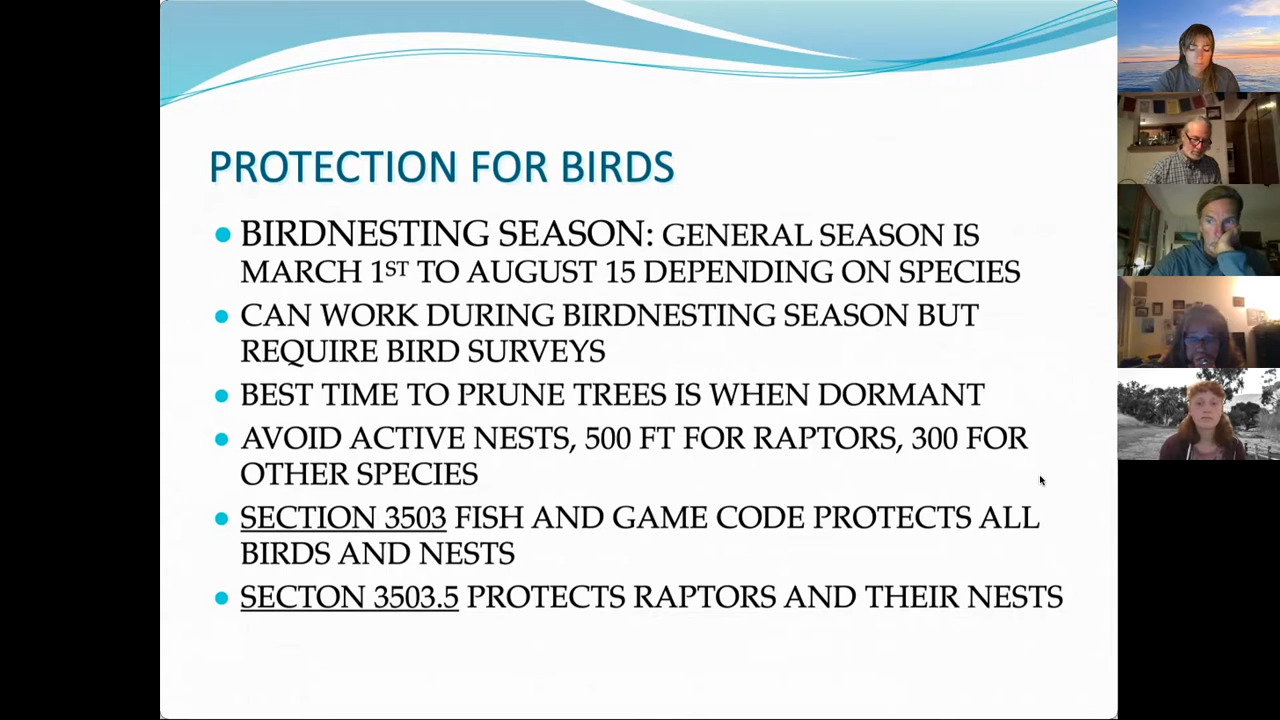 PROTECTION FOR BIRDS
BIRDNESTING SEASON: GENERAL SEASON IS
MARCH 1ST TO AUGUST 15 DEPENDING ON SPECIES
CAN WORK DURING BIRDNESTING SEASON BUT
REQUIRE BIRD SURVEYS
BEST TIME TO PRUNE TREES IS WHEN DORMANT
AVOID ACTIVE NESTS, 500 FT FOR RAPTORS, 300 FOR
OTHER SPECIES
SECTION 3503 FISH AND GAME CODE PROTECTS ALL
BIRDS AND NESTS
SECTON 3503.5 PROTECTS RAPTORS AND THEIR NESTS